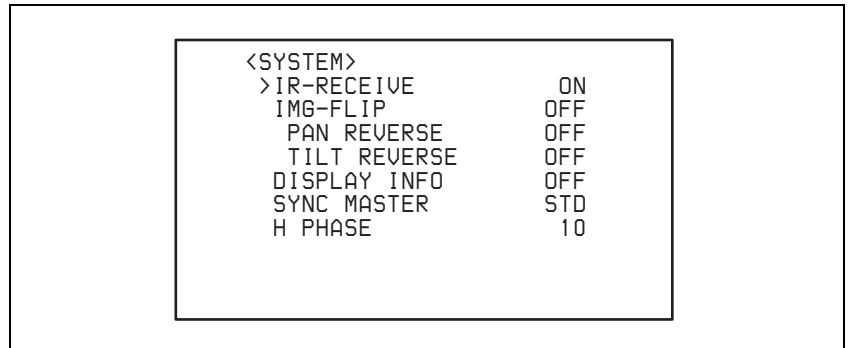 <SYSTEM>
>IR-RECEIVE ON
IMG-FLIP OFF
PAN REVERSE OFF
TILT REVERSE OFF
DISPLAY INFO OFF
SYNC MASTER STD
H PHASE 10